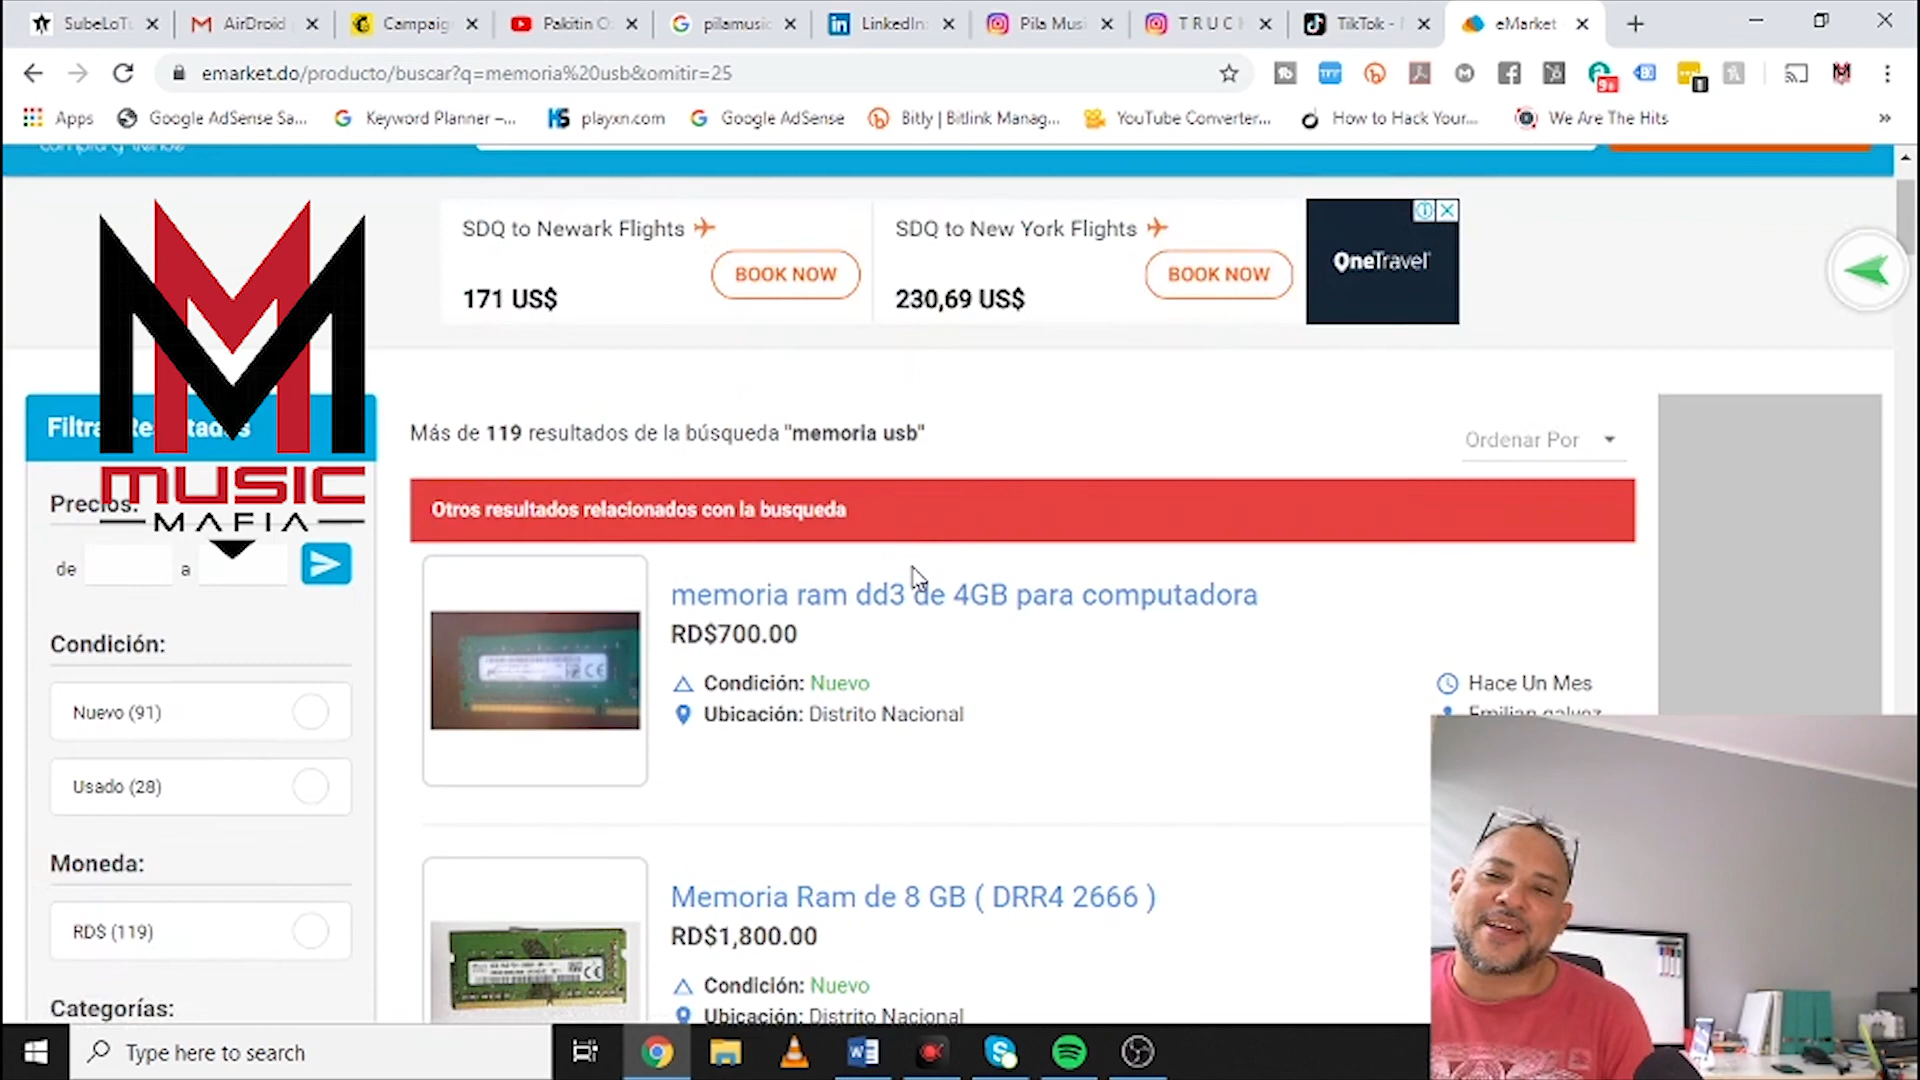 SubeLoTu
AirDroid
Campaig
Pakitin O
pilamusic
LinkedIn
Pila Mus
T R U C
TikTok -
eMarket
emarket.do/producto/buscar?q=memoria%20usb&omitir=25
Apps
Google AdSense Sa...
Keyword Planner –...
playxn.com
Google AdSense
Bitly | Bitlink Manag...
YouTube Converter...
How to Hack Your...
We Are The Hits
»
SDQ to Newark Flights
BOOK NOW
171 US$
SDQ to New York Flights
BOOK NOW
230,69 US$
OneTravel
MUSIC
MAFIA
Más de 119 resultados de la búsqueda "memoria usb"
Ordenar Por
Otros resultados relacionados con la busqueda
Precios:
de
a
Condición:
Nuevo (91)
Usado (28)
Moneda:
RD$ (119)
Categorías:
memoria ram dd3 de 4GB para computadora
RD$700.00
Condición: Nuevo
Ubicación: Distrito Nacional
Hace Un Mes
Emilian galvez
Memoria Ram de 8 GB ( DRR4 2666 )
RD$1,800.00
Condición: Nuevo
Ubicación: Distrito Nacional
Type here to search